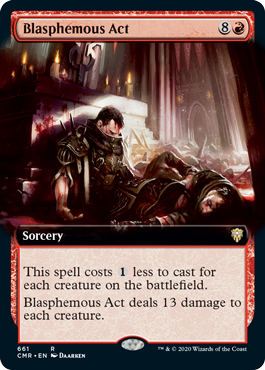 Blasphemous Act 8
Sorcery
This spell costs 1 less to cast for
each creature on the battlefield.
Blasphemous Act deals 13 damage to
each creature.
661 R
CMR • EN Daarken ™ & © 2020 Wizards of the Coast